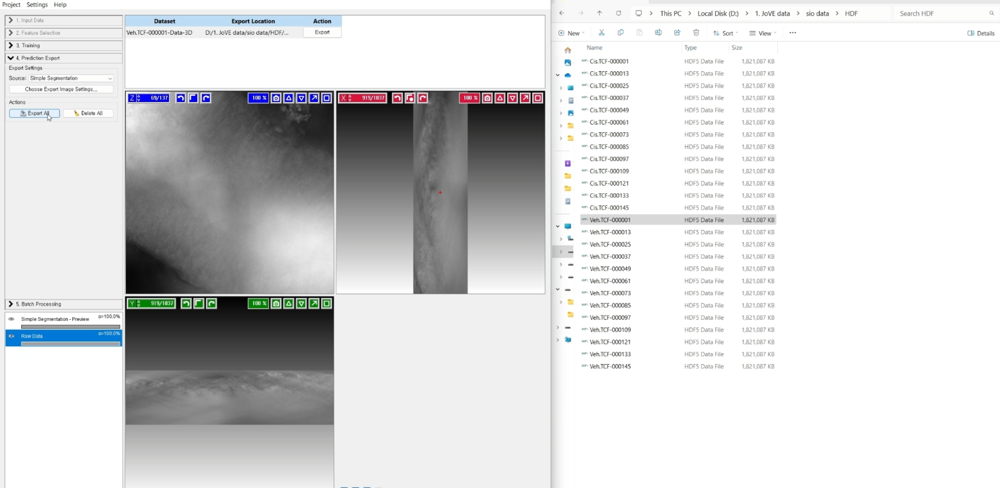 Project Settings Help
1. Input Data
2. Feature Selection
3. Training
4. Prediction Export
Export Settings
Source: Simple Segmentation
Choose Export Image Settings...
Actions
Export All Delete All
5. Batch Processing
Simple Segmentation - Preview α=100.0%
Raw Data α=100.0%
Dataset Export Location Action
Veh.TCF-000001-Data-3D D:/1. JoVE data/sio data/HDF/... Export
Z 69/137 100 %
X 919/1837 100 %
Y 919/1837 100 %
This PC > Local Disk (D:) > 1. JoVE data > sio data > HDF Search HDF
New Sort View ... Details
Name Type Size
Cis.TCF-000001 HDF5 Data File 1,821,087 KB
Cis.TCF-000013 HDF5 Data File 1,821,087 KB
Cis.TCF-000025 HDF5 Data File 1,821,087 KB
Cis.TCF-000037 HDF5 Data File 1,821,087 KB
Cis.TCF-000049 HDF5 Data File 1,821,087 KB
Cis.TCF-000061 HDF5 Data File 1,821,087 KB
Cis.TCF-000073 HDF5 Data File 1,821,087 KB
Cis.TCF-000085 HDF5 Data File 1,821,087 KB
Cis.TCF-000097 HDF5 Data File 1,821,087 KB
Cis.TCF-000109 HDF5 Data File 1,821,087 KB
Cis.TCF-000121 HDF5 Data File 1,821,087 KB
Cis.TCF-000133 HDF5 Data File 1,821,087 KB
Cis.TCF-000145 HDF5 Data File 1,821,087 KB
Veh.TCF-000001 HDF5 Data File 1,821,087 KB
Veh.TCF-000013 HDF5 Data File 1,821,087 KB
Veh.TCF-000025 HDF5 Data File 1,821,087 KB
Veh.TCF-000037 HDF5 Data File 1,821,087 KB
Veh.TCF-000049 HDF5 Data File 1,821,087 KB
Veh.TCF-000061 HDF5 Data File 1,821,087 KB
Veh.TCF-000073 HDF5 Data File 1,821,087 KB
Veh.TCF-000085 HDF5 Data File 1,821,087 KB
Veh.TCF-000097 HDF5 Data File 1,821,087 KB
Veh.TCF-000109 HDF5 Data File 1,821,087 KB
Veh.TCF-000121 HDF5 Data File 1,821,087 KB
Veh.TCF-000133 HDF5 Data File 1,821,087 KB
Veh.TCF-000145 HDF5 Data File 1,821,087 KB